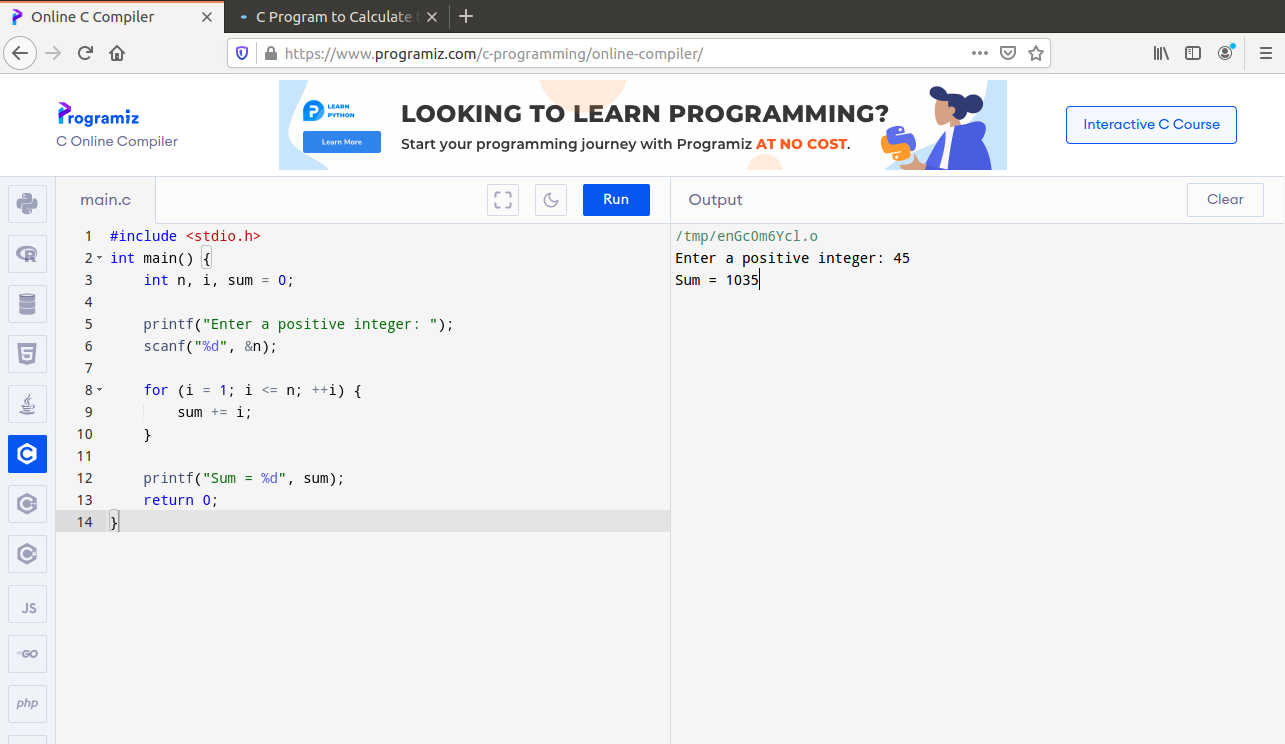 Online C Compiler
C Program to Calculate
https://www.programiz.com/c-programming/online-compiler/
Programiz
C Online Compiler
LEARN
PYTHON
Learn More
LOOKING TO LEARN PROGRAMMING?
Start your programming journey with Programiz AT NO COST.
Interactive C Course
main.c
Run
Output
Clear
1 #include <stdio.h>
2 int main() {
3 int n, i, sum = 0;
4
5 printf("Enter a positive integer: ");
6 scanf("%d", &n);
7
8 for (i = 1; i <= n; ++i) {
9 sum += i;
10 }
11
12 printf("Sum = %d", sum);
13 return 0;
14 }
/tmp/enGcOm6Ycl.o
Enter a positive integer: 45
Sum = 1035
R
5
C
C
C
JS
GO
php